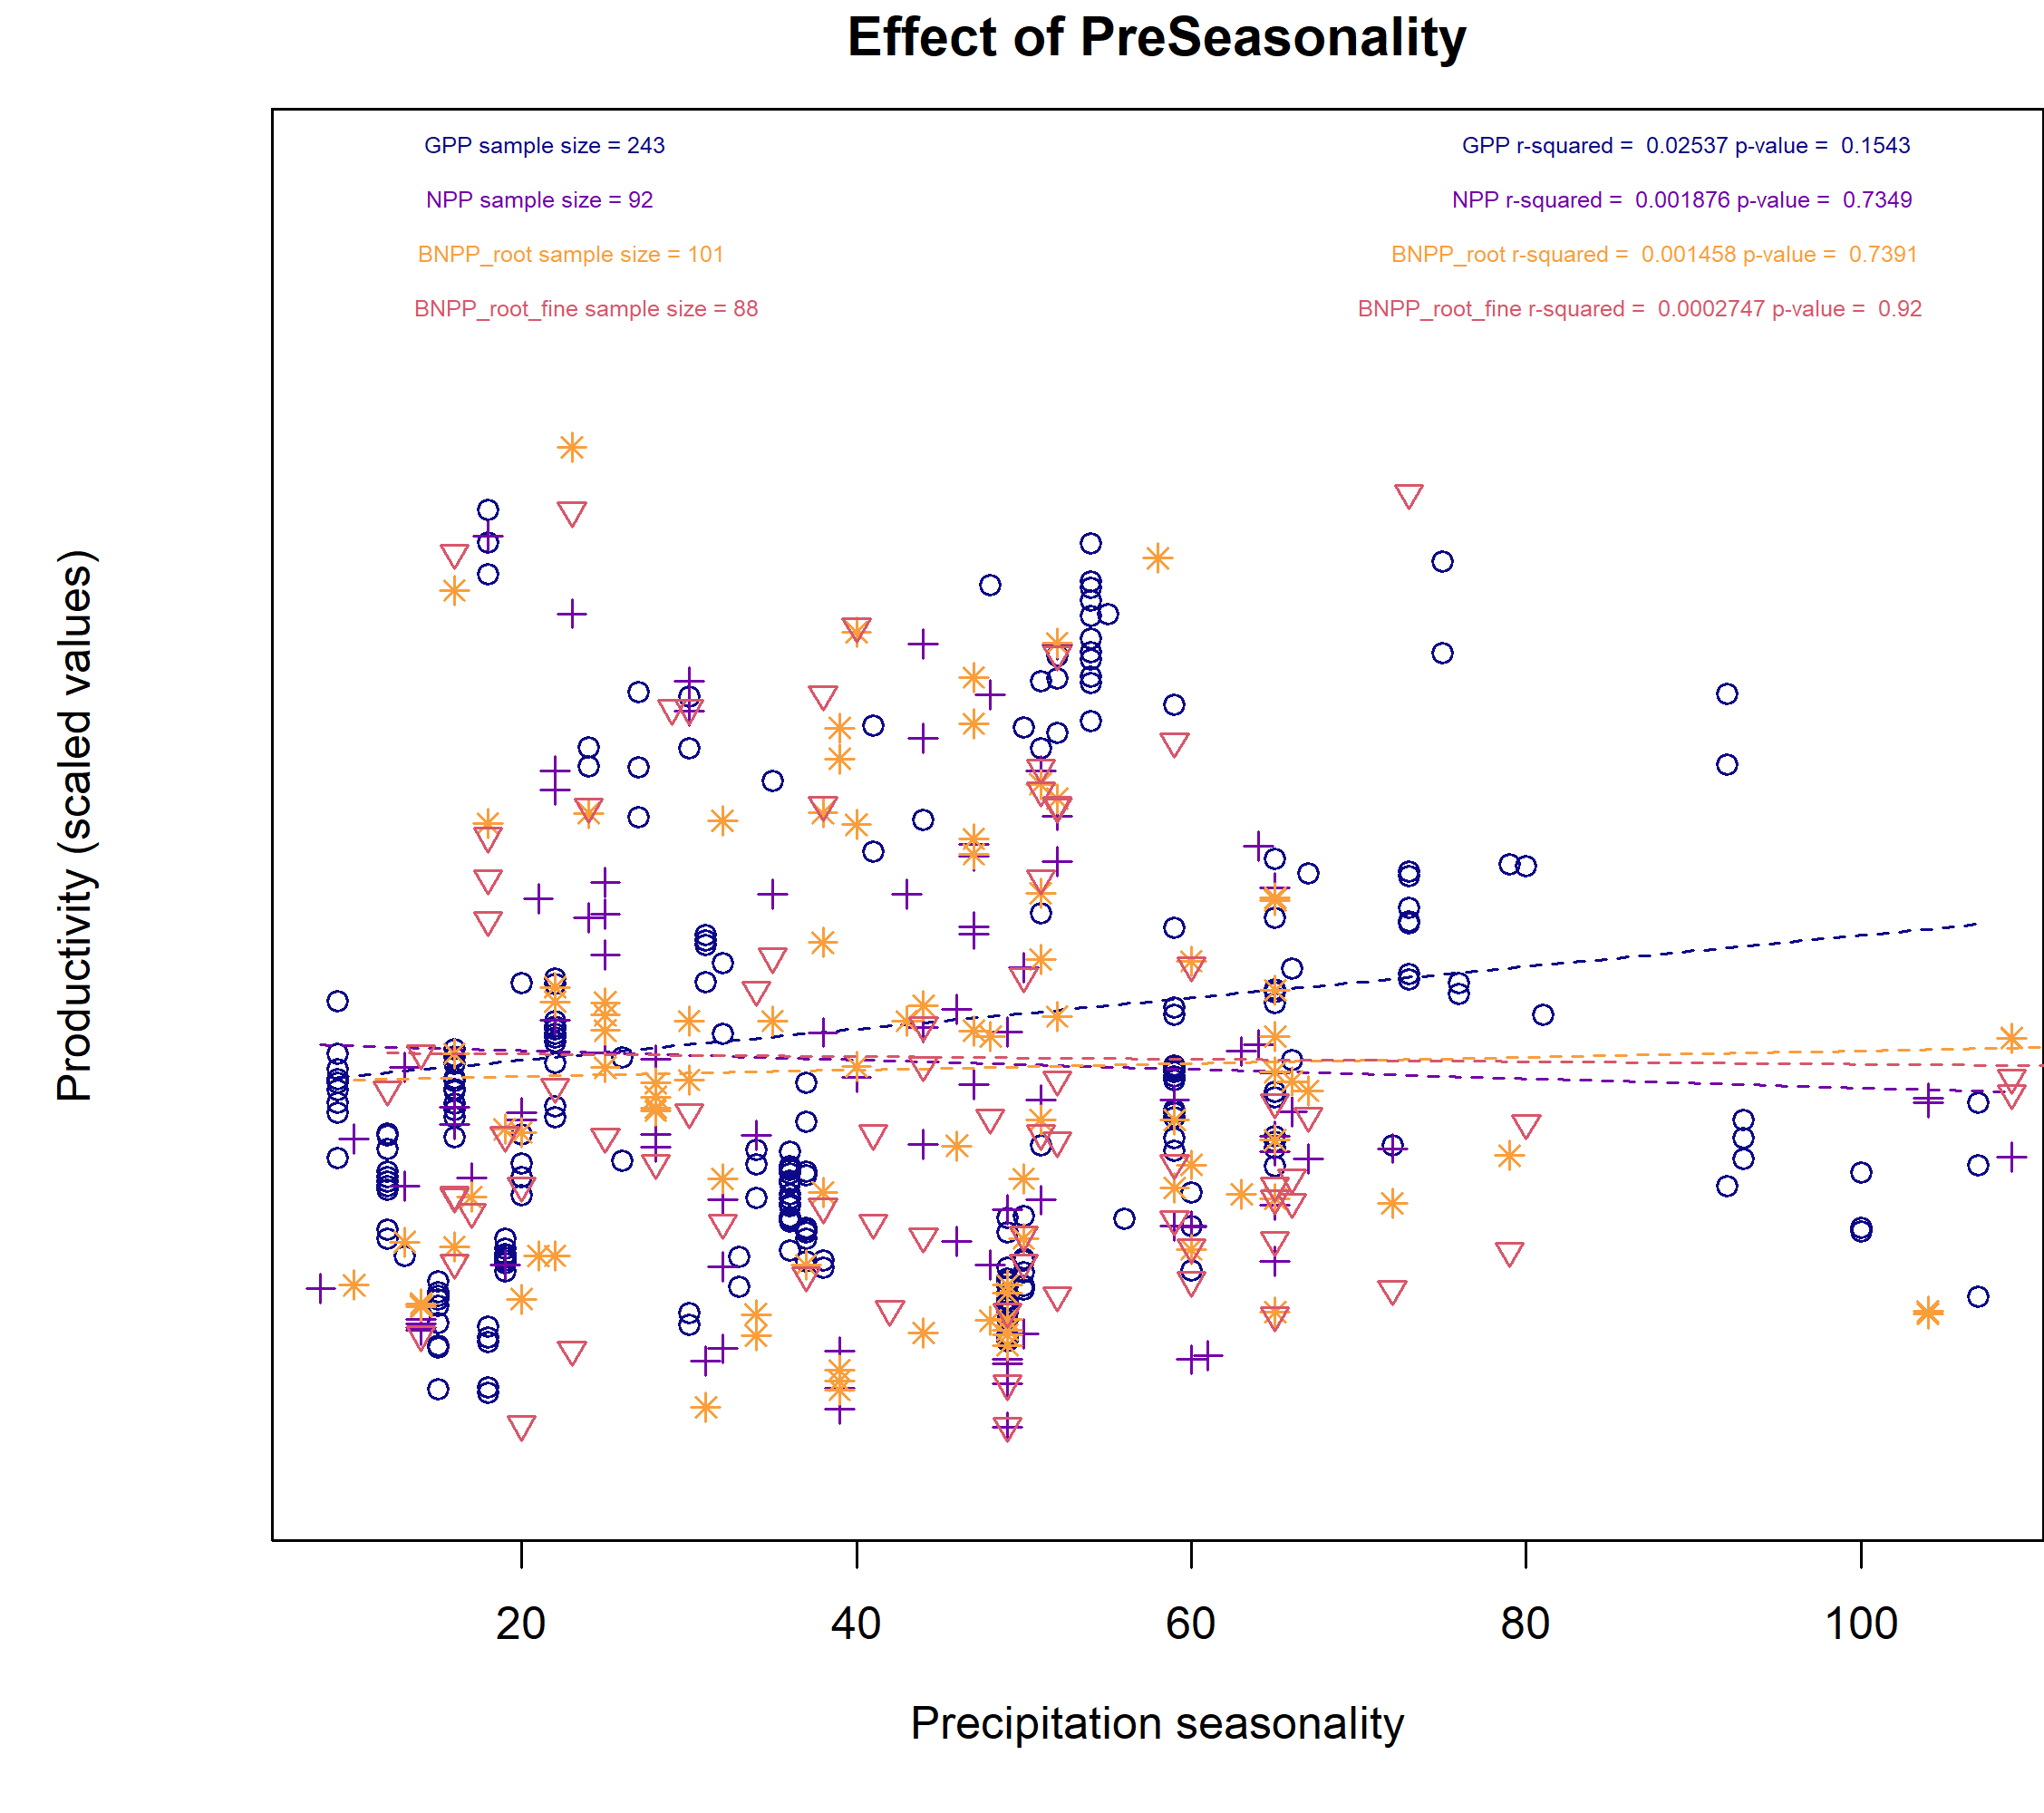 Effect of PreSeasonality
GPP sample size = 243
GPP r-squared =  0.02537 p-value =  0.1543
NPP sample size = 92
NPP r-squared =  0.001876 p-value =  0.7349
BNPP_root sample size = 101
BNPP_root r-squared =  0.001458 p-value =  0.7391
BNPP_root_fine sample size = 88
BNPP_root_fine r-squared =  0.0002747 p-value =  0.92
Productivity (scaled values)
20 40 60 80 100
Precipitation seasonality